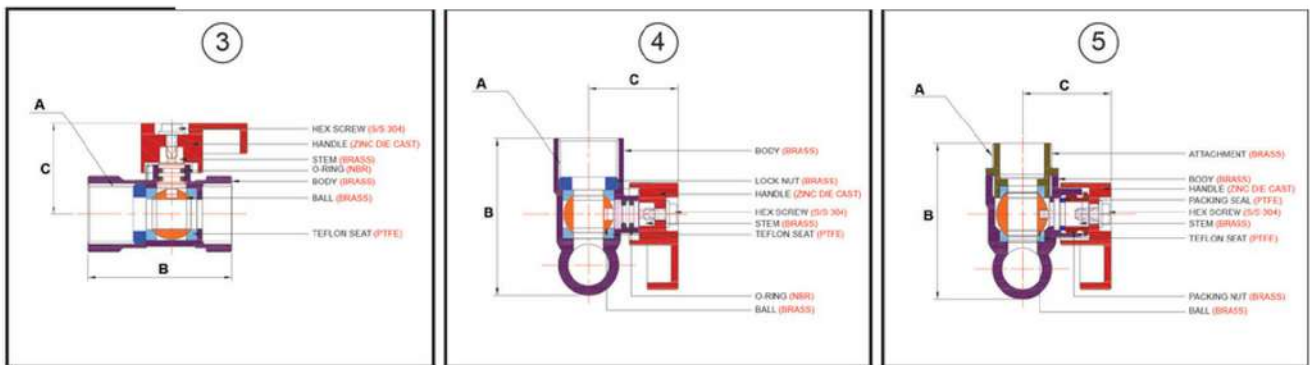 3
A
C
B
HEX SCREW (S/S 304)
HANDLE (ZINC DIE CAST)
STEM (BRASS)
O-RING (NBR)
BODY (BRASS)
BALL (BRASS)
TEFLON SEAT (PTFE)
4
C
A
B
BODY (BRASS)
LOCK NUT (BRASS)
HANDLE (ZINC DIE CAST)
HEX SCREW (S/S 304)
STEM (BRASS)
TEFLON SEAT (PTFE)
O-RING (NBR)
BALL (BRASS)
5
C
A
B
ATTACHMENT (BRASS)
BODY (BRASS)
HANDLE (ZINC DIE CAST)
PACKING SEAL (PTFE)
HEX SCREW (S/S 304)
STEM (BRASS)
TEFLON SEAT (PTFE)
PACKING NUT (BRASS)
BALL (BRASS)